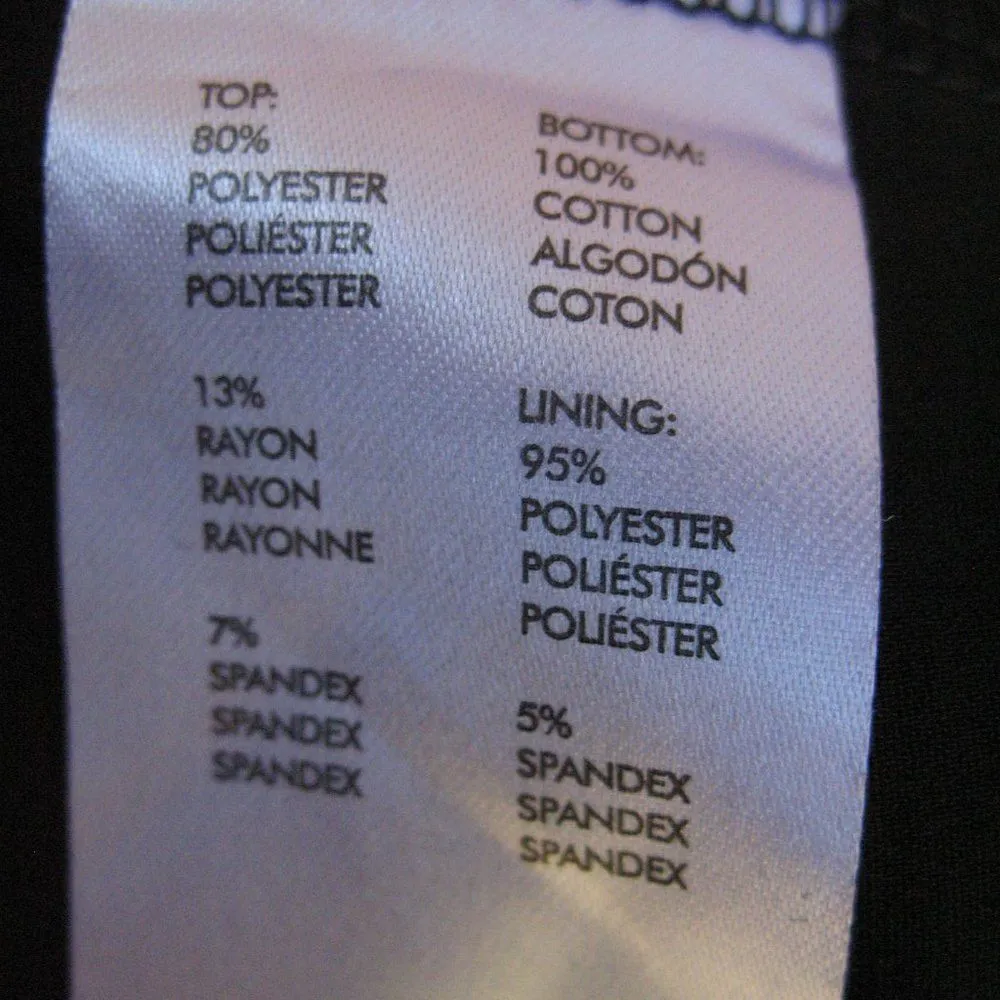 TOP:
80%
POLYESTER
POLIÉSTER
POLYESTER
13%
RAYON
RAYON
RAYONNE
7%
SPANDEX
SPANDEX
SPANDEX
BOTTOM:
100%
COTTON
ALGODÓN
COTON
LINING:
95%
POLYESTER
POLIÉSTER
POLIÉSTER
5%
SPANDEX
SPANDEX
SPANDEX